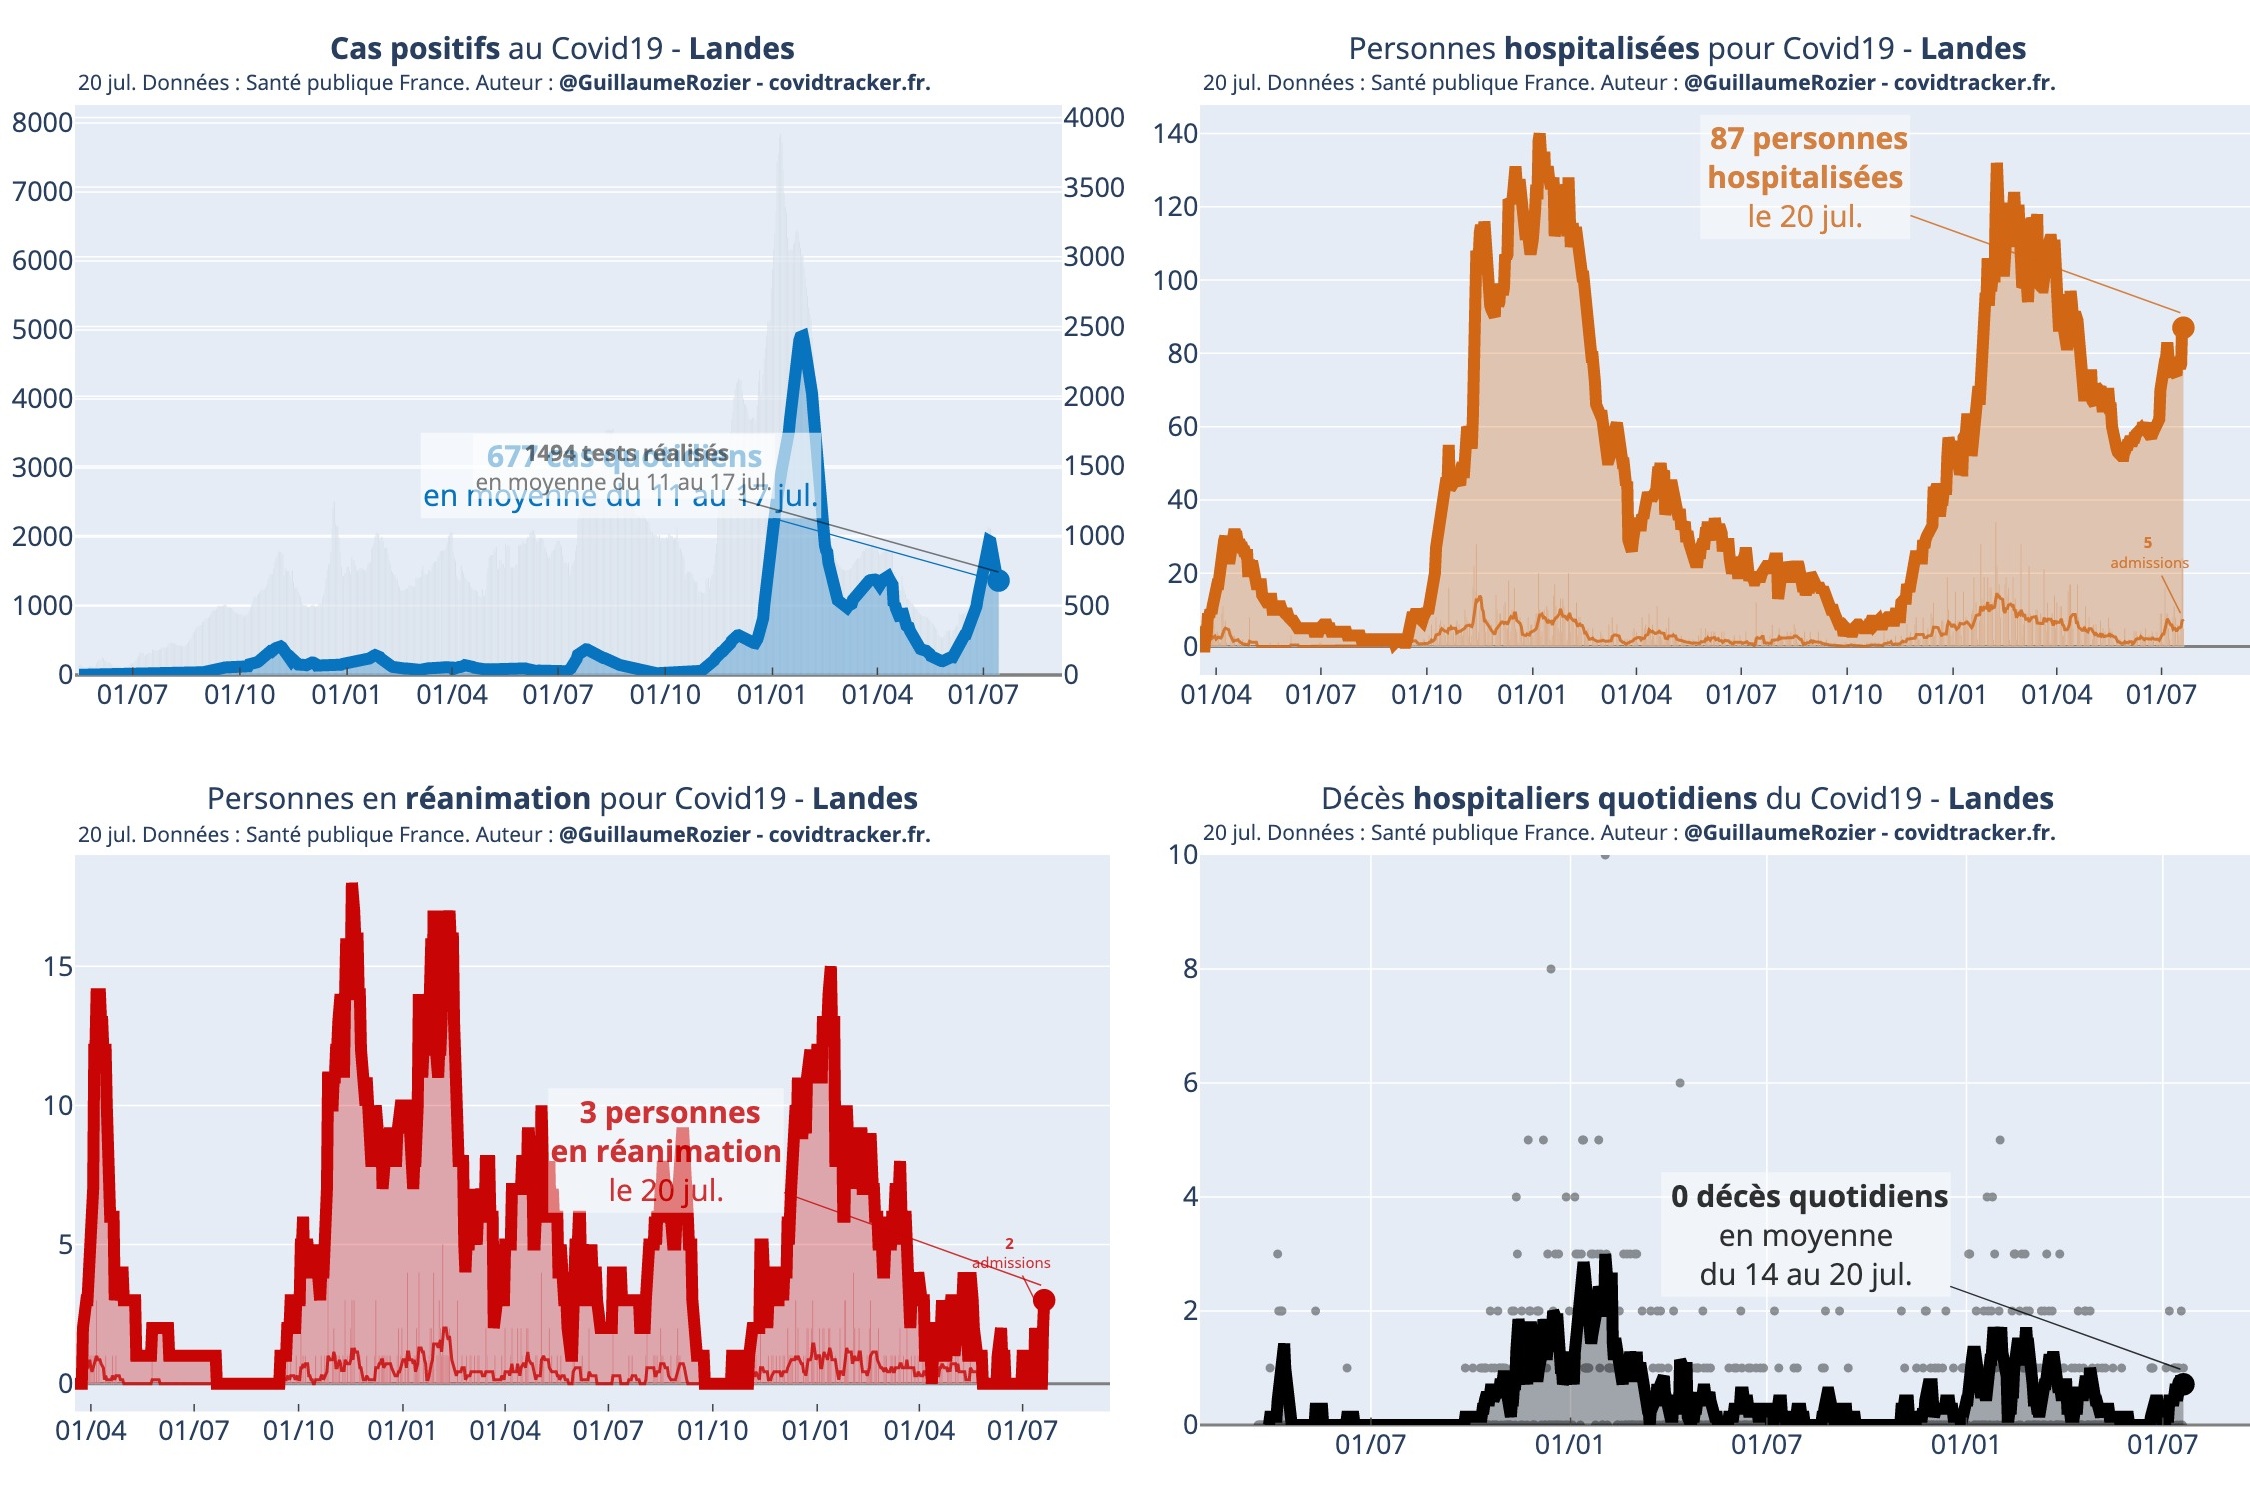 Cas positifs au Covid19 - Landes
20 jul. Données : Santé publique France. Auteur : @GuillaumeRozier - covidtracker.fr.
8000
7000
6000
5000
4000
3000
2000
1000
0
4000
3500
3000
2500
2000
1500
1000
500
0
677 cas quotidiens
en moyenne du 11 au 17 jul.
1494 tests réalisés
en moyenne du 11 au 17 jul.
01/07 01/10 01/01 01/04 01/07 01/10 01/01 01/04 01/07
Personnes hospitalisées pour Covid19 - Landes
20 jul. Données : Santé publique France. Auteur : @GuillaumeRozier - covidtracker.fr.
140
120
100
80
60
40
20
0
87 personnes
hospitalisées
le 20 jul.
5
admissions
01/04 01/07 01/10 01/01 01/04 01/07 01/10 01/01 01/04 01/07
Personnes en réanimation pour Covid19 - Landes
20 jul. Données : Santé publique France. Auteur : @GuillaumeRozier - covidtracker.fr.
15
10
5
0
3 personnes
en réanimation
le 20 jul.
2
admissions
01/04 01/07 01/10 01/01 01/04 01/07 01/10 01/01 01/04 01/07
Décès hospitaliers quotidiens du Covid19 - Landes
20 jul. Données : Santé publique France. Auteur : @GuillaumeRozier - covidtracker.fr.
10
8
6
4
2
0
0 décès quotidiens
en moyenne
du 14 au 20 jul.
01/07 01/01 01/07 01/01 01/07